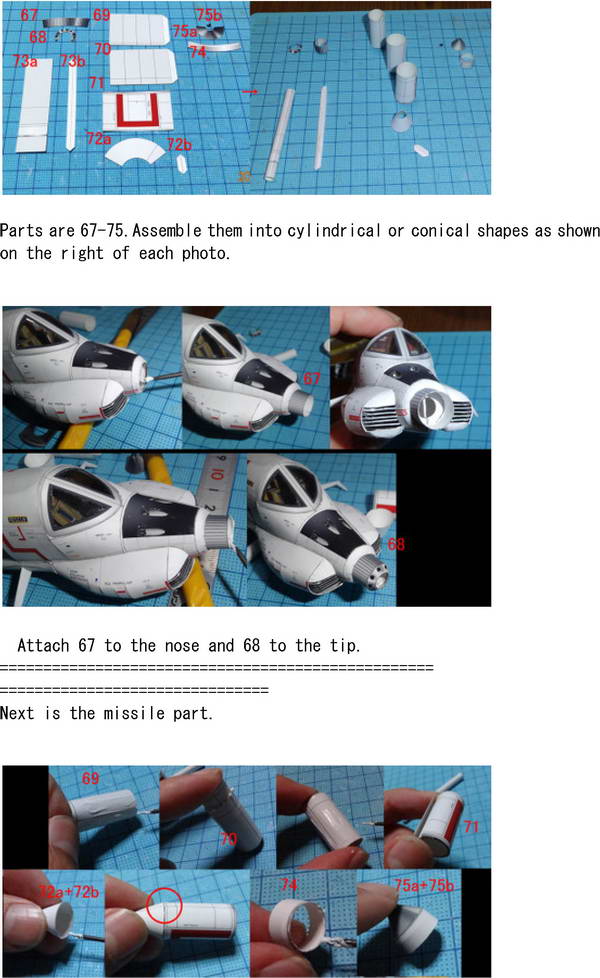 67
68
69
70
71
72a
72b
73a
73b
74
75a
75b
→
Parts are 67-75. Assemble them into cylindrical or conical shapes as shown
on the right of each photo.
67
9 10
68
Attach 67 to the nose and 68 to the tip.
==================================================
===============================
Next is the missile part.
69
70
71
72a+72b
74
75a+75b